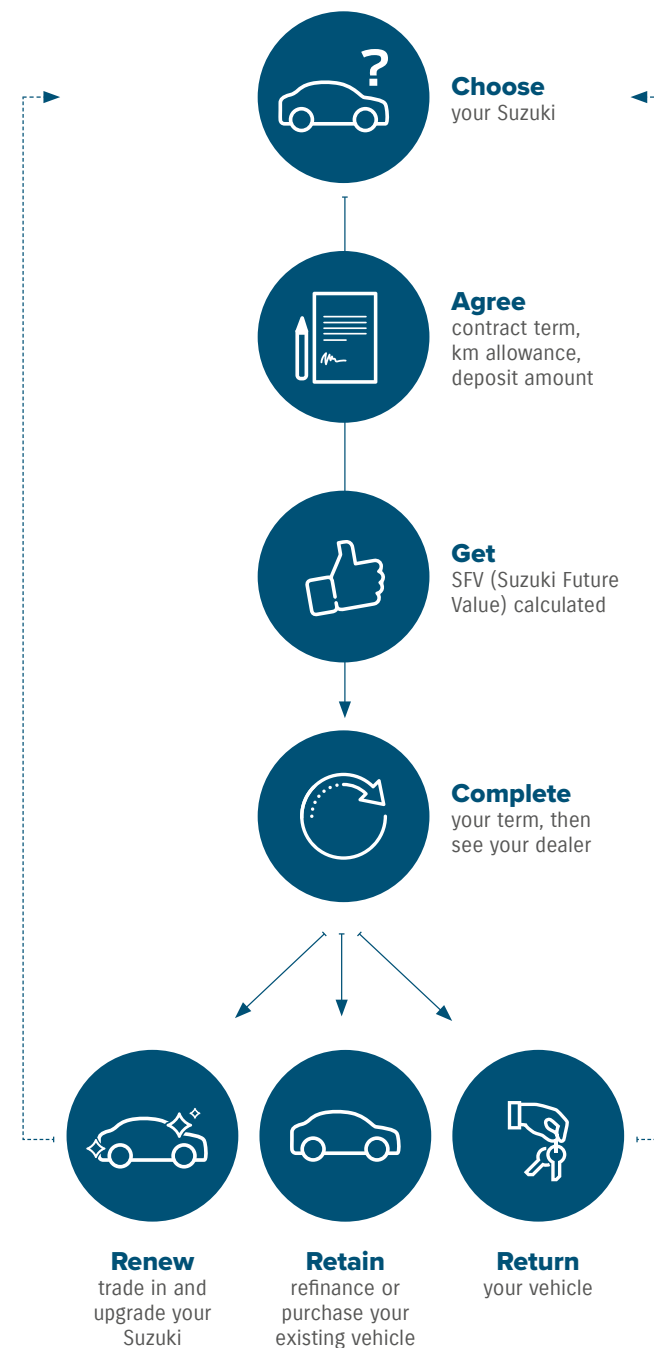 ?
Choose
your Suzuki
Agree
contract term,
km allowance,
deposit amount
Get
SFV (Suzuki Future
Value) calculated
Complete
your term, then
see your dealer
Renew
trade in and
upgrade your
Suzuki
Retain
refinance or
purchase your
existing vehicle
Return
your vehicle